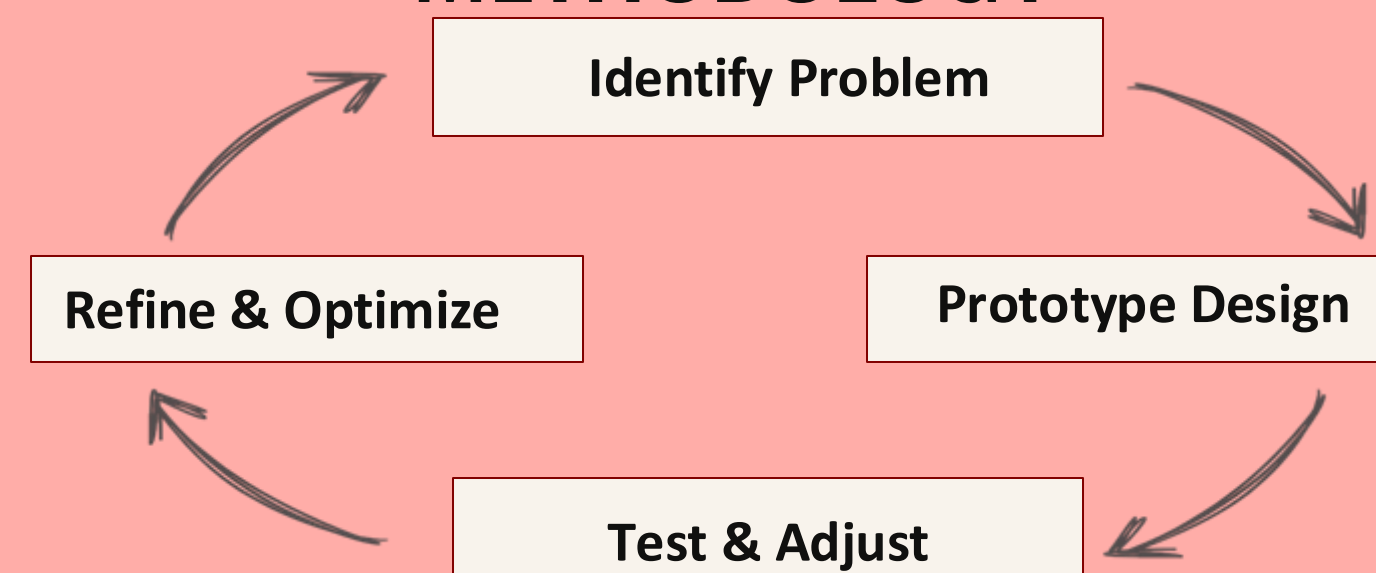 Identify Problem
Refine & Optimize
Prototype Design
Test & Adjust